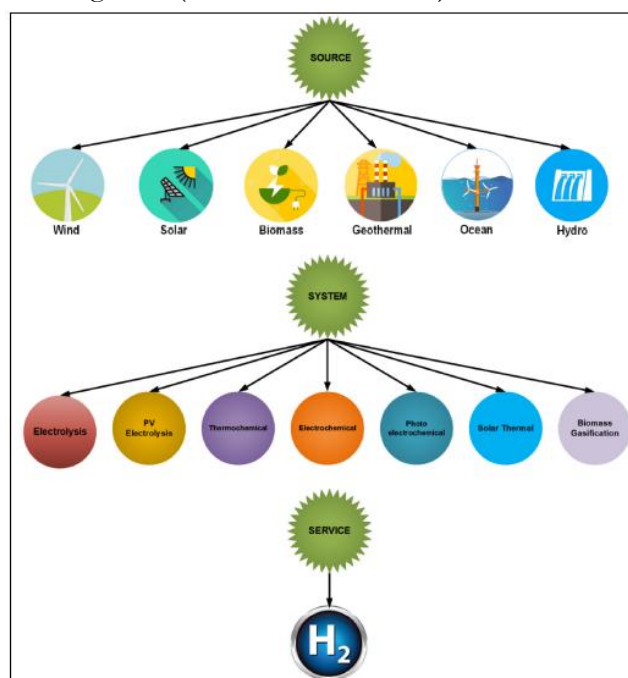 SOURCE
Wind
Solar
Biomass
Geothermal
Ocean
Hydro
SYSTEM
Electrolysis
PV
Electrolysis
Thermochemical
Electrochemical
Photo
electrochemical
Solar Thermal
Biomass
Gasification
SERVICE
H2